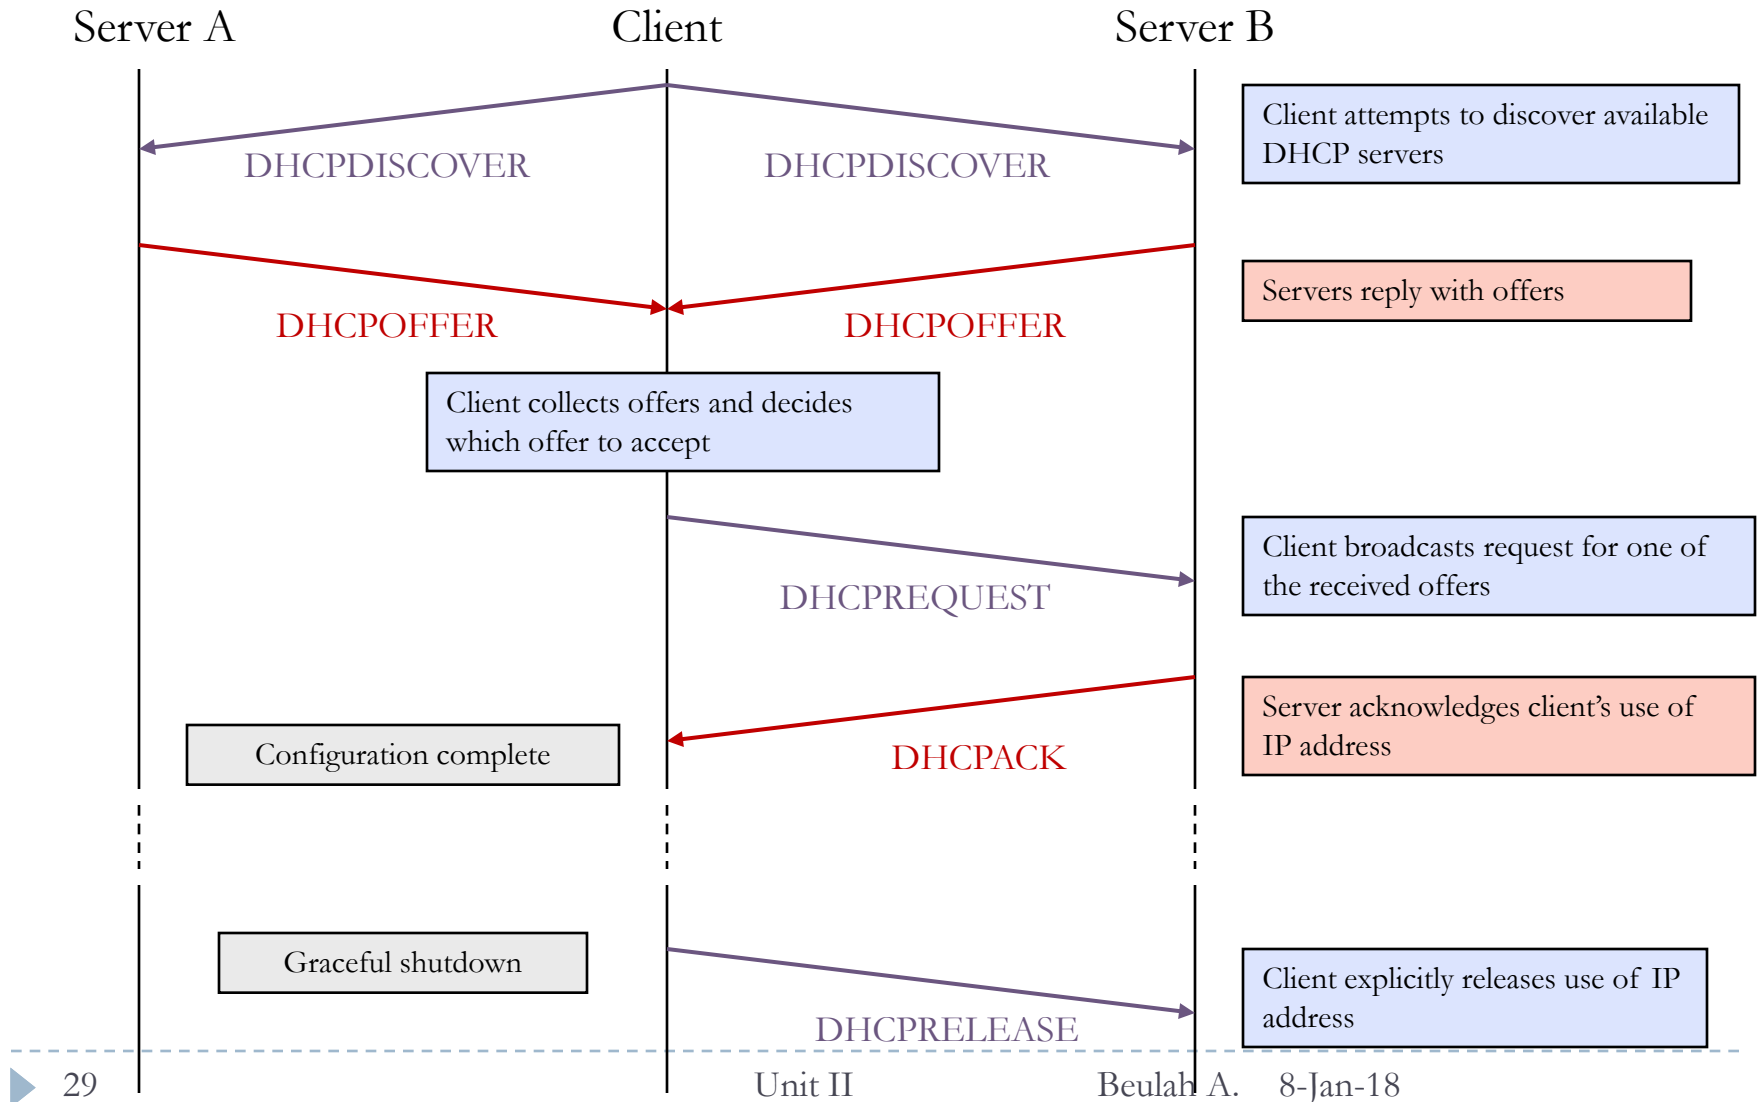 Server A
Client
Server B
DHCPDISCOVER
DHCPDISCOVER
Client attempts to discover available
DHCP servers
DHCPOFFER
DHCPOFFER
Servers reply with offers
Client collects offers and decides
which offer to accept
DHCPREQUEST
Client broadcasts request for one of
the received offers
Configuration complete
DHCPACK
Server acknowledges client's use of
IP address
Graceful shutdown
DHCPRELEASE
Client explicitly releases use of IP
address
29
Unit II
Beulah A.
8-Jan-18